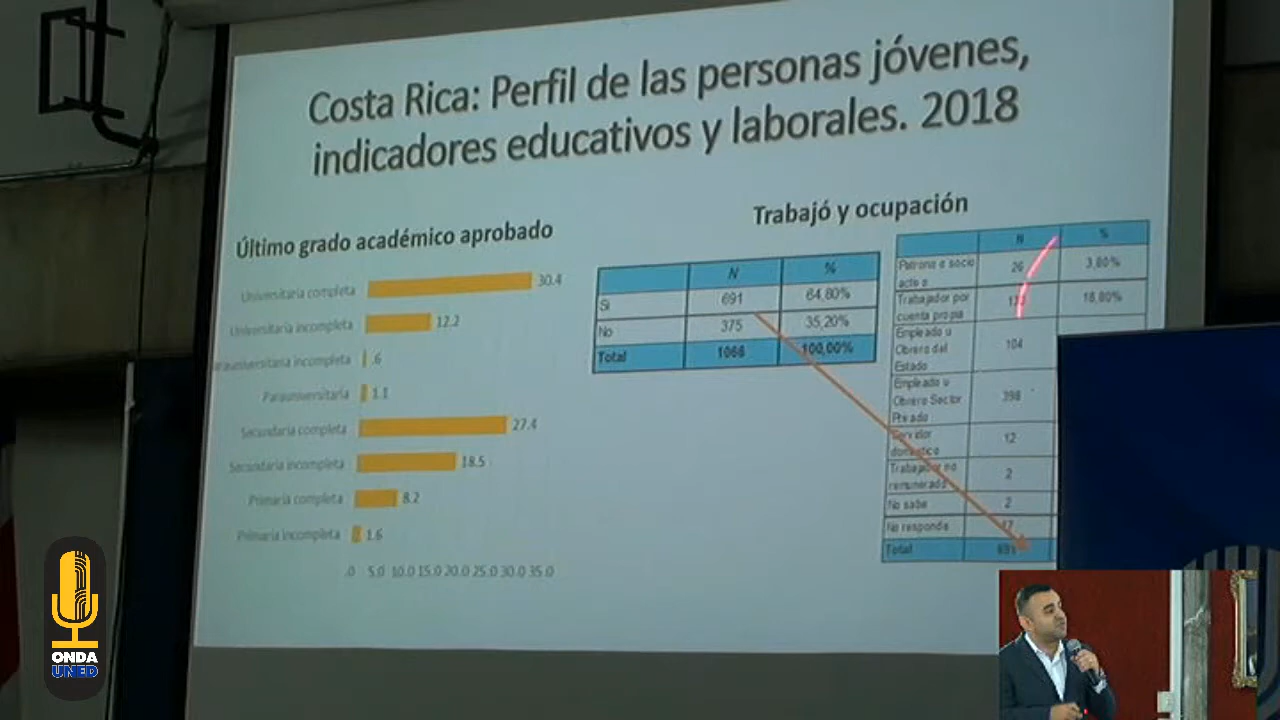 Costa Rica: Perfil de las personas jóvenes,
indicadores educativos y laborales. 2018
Último grado académico aprobado
Universitaria completa 30.4
Universitaria incompleta 12.2
Parauniversitaria incompleta .6
Parauniversitaria 1.1
Secundaria completa 27.4
Secundaria incompleta 18.5
Primaria completa 8.2
Primaria incompleta 1.6
.0 5.0 10.0 15.0 20.0 25.0 30.0 35.0
Trabajó y ocupación
N %
Si 691 64,80%
No 375 35,20%
Total 1066 100,00%
N %
Patrono o socio 26 3,80%
activo
Trabajador por 18,80%
cuenta propia
Empleado u
Obrero del 104
Estado
Empleado u
Obrero Sector 398
Privado
Servidor 12
doméstico
Trabajador no 2
remunerado
No sabe 2
No responde 17
Total 691
ONDA
UNED